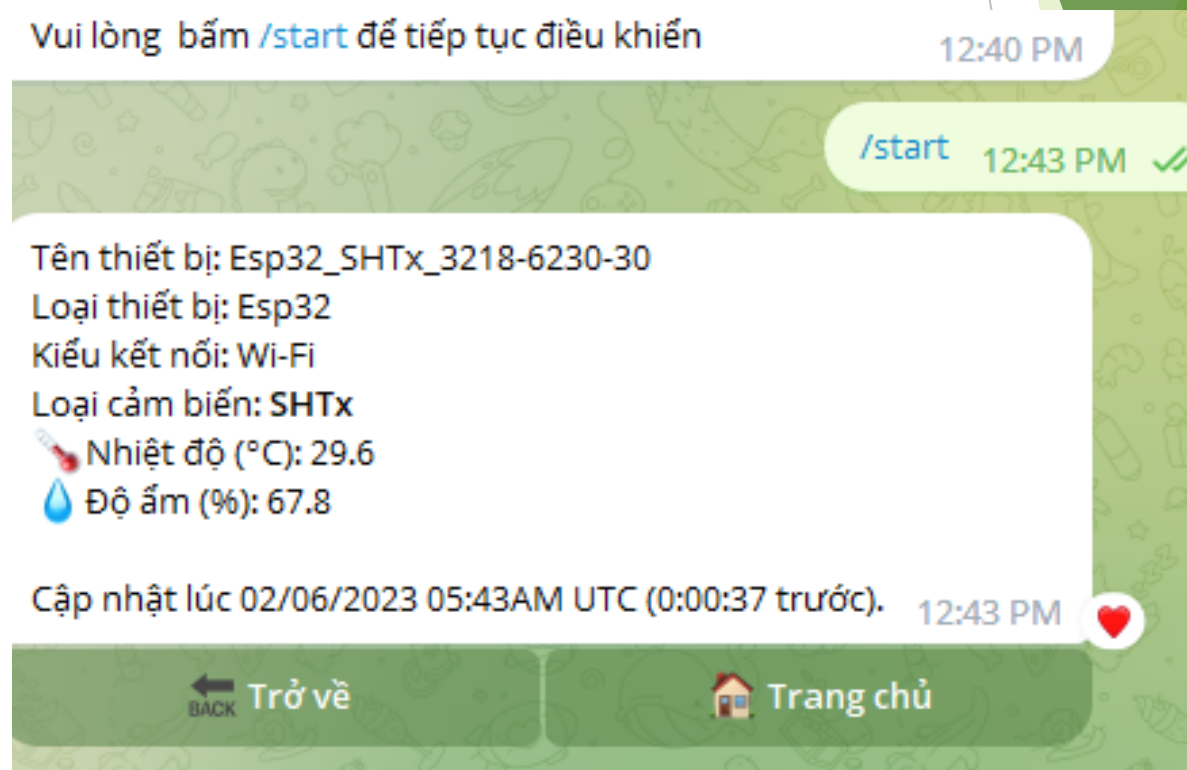 Vui lòng bấm /start để tiếp tục điều khiển
12:40 PM
/start 12:43 PM
Tên thiết bị: Esp32_SHTx_3218-6230-30
Loại thiết bị: Esp32
Kiểu kết nối: Wi-Fi
Loại cảm biến: SHTx
Nhiệt độ (°C): 29.6
Độ ẩm (%): 67.8
Cập nhật lúc 02/06/2023 05:43AM UTC (0:00:37 trước).
12:43 PM
BACK Trở về
Trang chủ